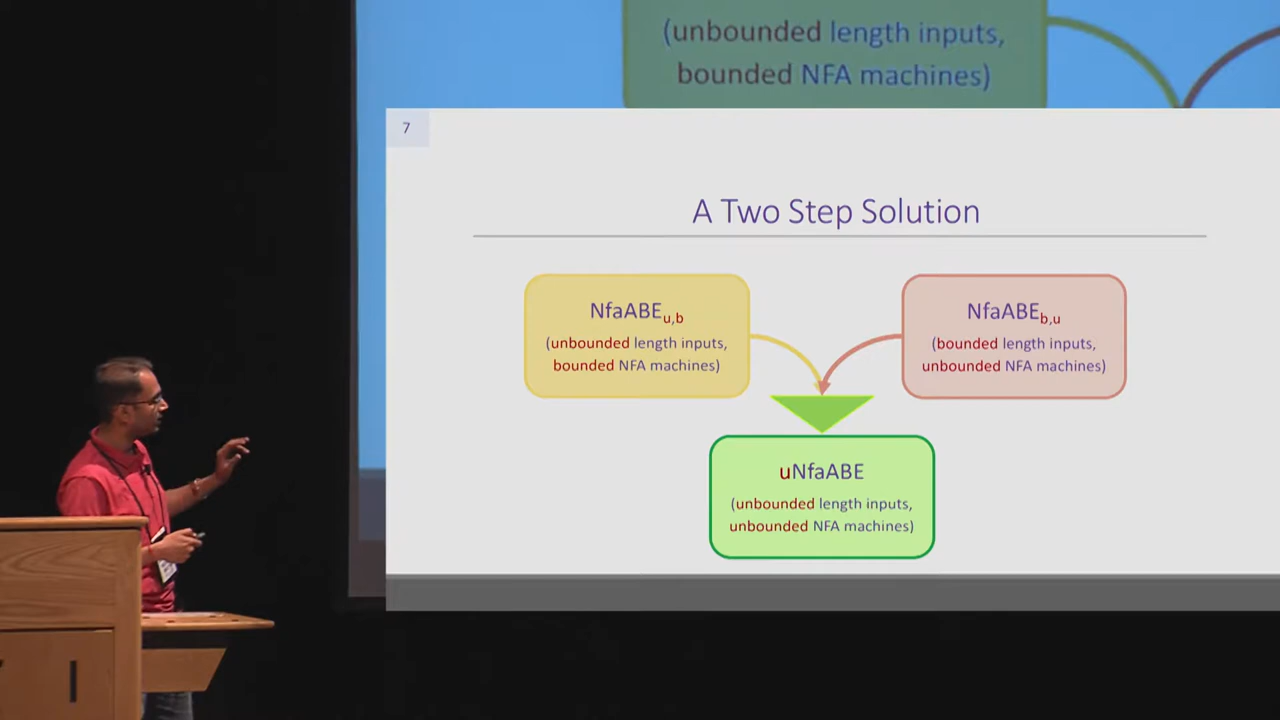 (unbounded length inputs,
bounded NFA machines)
7
A Two Step Solution
NfaABEu,b
(unbounded length inputs,
bounded NFA machines)
NfaABEb,u
(bounded length inputs,
unbounded NFA machines)
uNfaABE
(unbounded length inputs,
unbounded NFA machines)